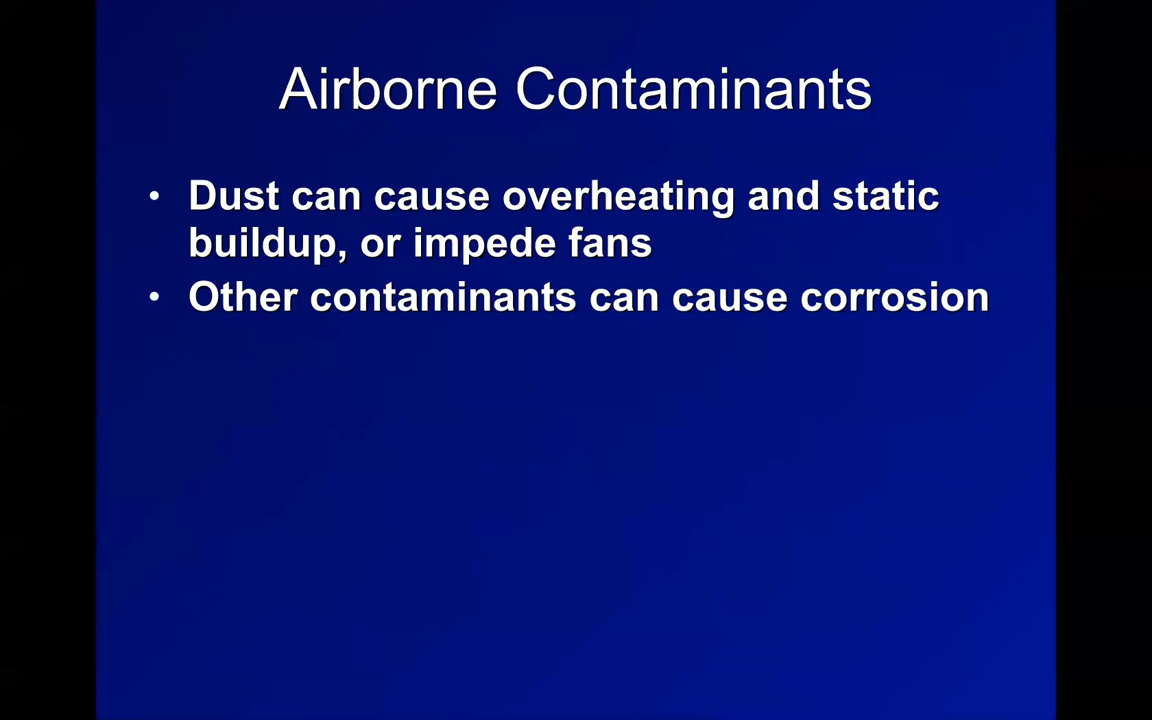 Airborne Contaminants
• Dust can cause overheating and static
buildup, or impede fans
• Other contaminants can cause corrosion